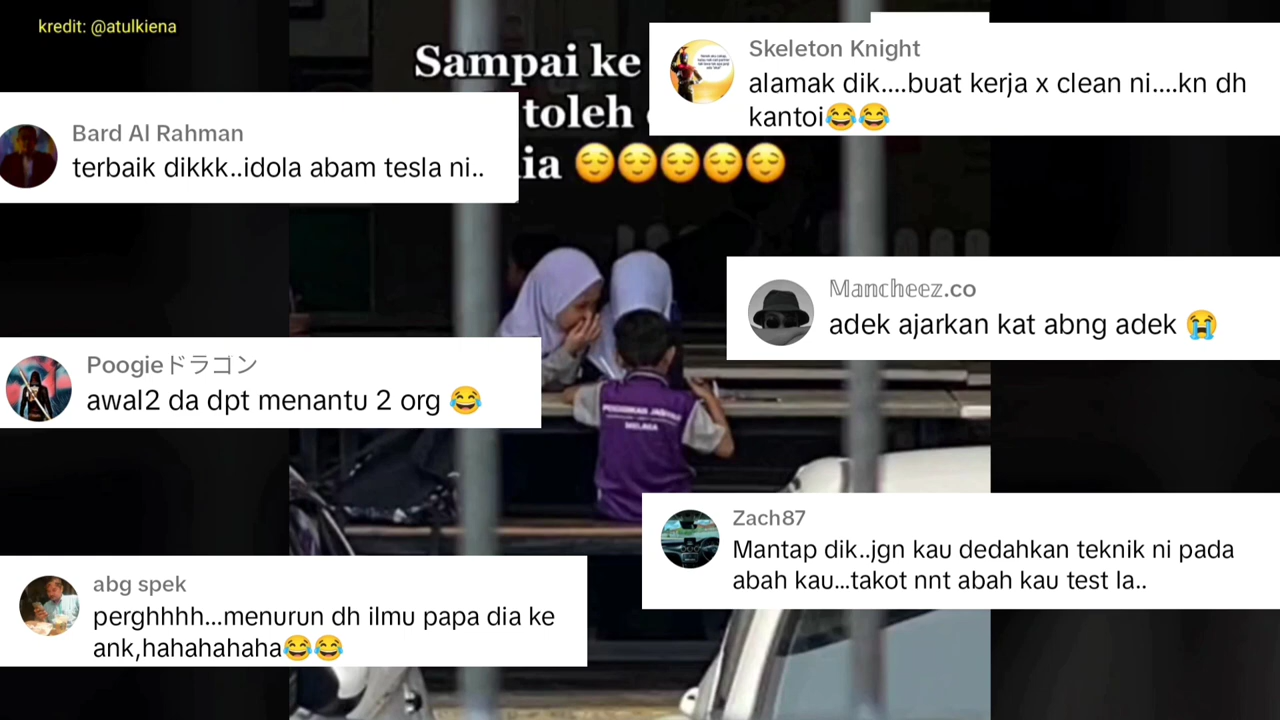 kredit: @atulkiena
Sampai ke
toleh
ia 😌😌😌😌😌
Skeleton Knight
alamak dik....buat kerja x clean ni....kn dh
kantoi😂😂
Bard Al Rahman
terbaik dikkk..idola abam tesla ni..
Mancheez.co
adek ajarkan kat abng adek 😭
Poogieドラゴン
awal2 da dpt menantu 2 org 😂
MELAKA
Zach87
Mantap dik..jgn kau dedahkan teknik ni pada
abah kau...takot nnt abah kau test la..
abg spek
perghhhh...menurun dh ilmu papa dia ke
ank,hahahahaha😂😂